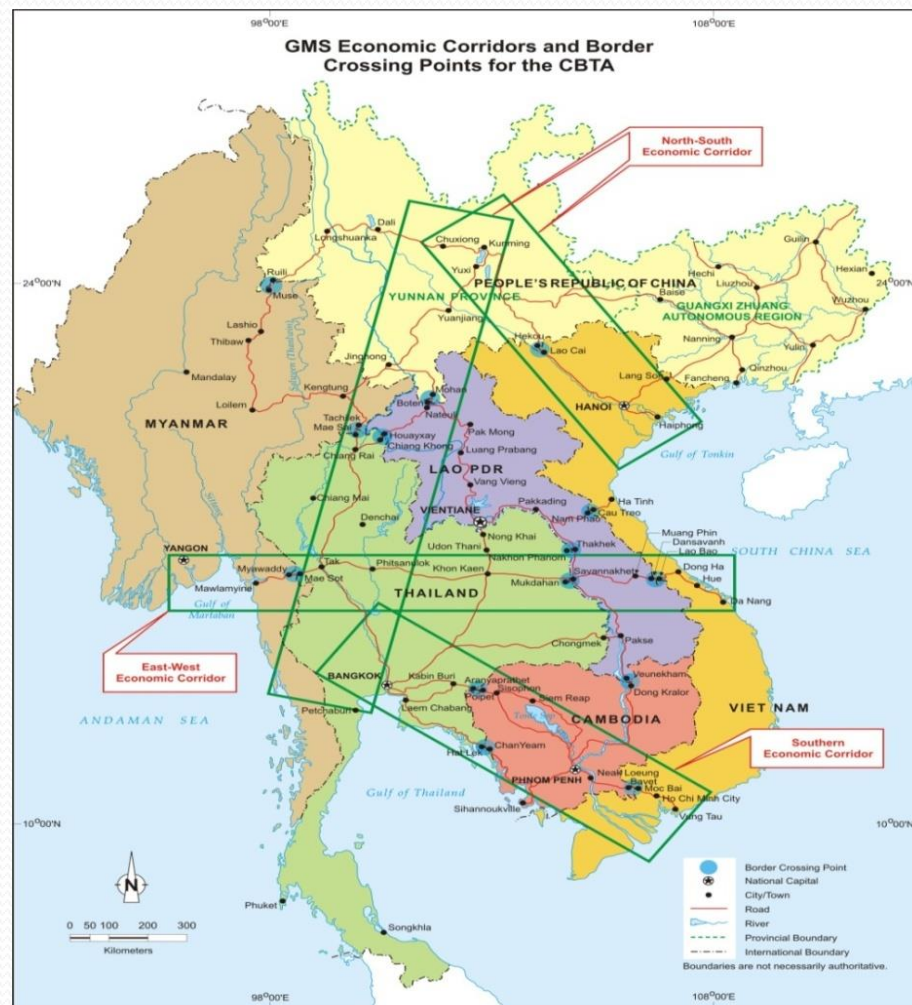 98°00'E
108°00'E
GMS Economic Corridors and Border
Crossing Points for the CBTA
North-South
Economic Corridor
Dali
Longshuanka
Chuxiong
Kunming
Guilin
Yuxi
PEOPLE'S REPUBLIC OF CHINA
Hechi
Liuzhou
Hexian
24°00'N
24°00'N
Ruili
Muse
YUNNAN PROVINCE
Baise
GUANGXI ZHUANG
AUTONOMOUS REGION
Wuzhou
Yuanjiang
Lashio
Thibaw
Hekou
Lao Cai
Nanning
Yulin
Jinghong
Mandalay
Salween (Thanlwin)
Lang Son
Fancheng
Qinzhou
Kengtung
Mohan
Boten
Nateuil
HANOI
Haiphong
Loilem
MYANMAR
Tachilek
Mae Sai
Houayxay
Chiang Khong
Pak Mong
Chiang Rai
Luang Prabang
Gulf of Tonkin
LAO PDR
Vang Vieng
Chiang Mai
Pakkading
Ha Tinh
Cau Treo
Nam Phao
VIENTIANE
Denchai
Nong Khai
Muang Phin
Dansavanh
Lao Bao
Thakhek
Udon Thani
Nakhon Phanom
SOUTH CHINA SEA
YANGON
Myawaddy
Tak
Phitsanulok
Khon Kaen
Savannakhet
Dong Ha
Hue
Mawlamyine
Mae Sot
Mukdahan
Da Nang
THAILAND
Gulf of
Martaban
East-West
Economic Corridor
Chongmek
Pakse
BANGKOK
Kabin Buri
Aranyaprathet
Poipet
Sisophon
Siem Reap
Veunekham
Dong Kralor
Laem Chabang
Petchaburi
ANDAMAN SEA
Tonle Sap
CAMBODIA
VIET NAM
Hat Lek
ChanYeam
Southern
Economic Corridor
PHNOM PENH
Neak Loeung
Bavet
Moc Bai
Ho Chi Minh City
Vung Tau
Gulf of Thailand
Sihannoukville
10°00'N
10°00'N
N
Phuket
Songkhla
0 50 100 200 300
Kilometers
Border Crossing Point
National Capital
City/Town
Road
River
Provincial Boundary
International Boundary
Boundaries are not necessarily authoritative.
98°00'E
108°00'E